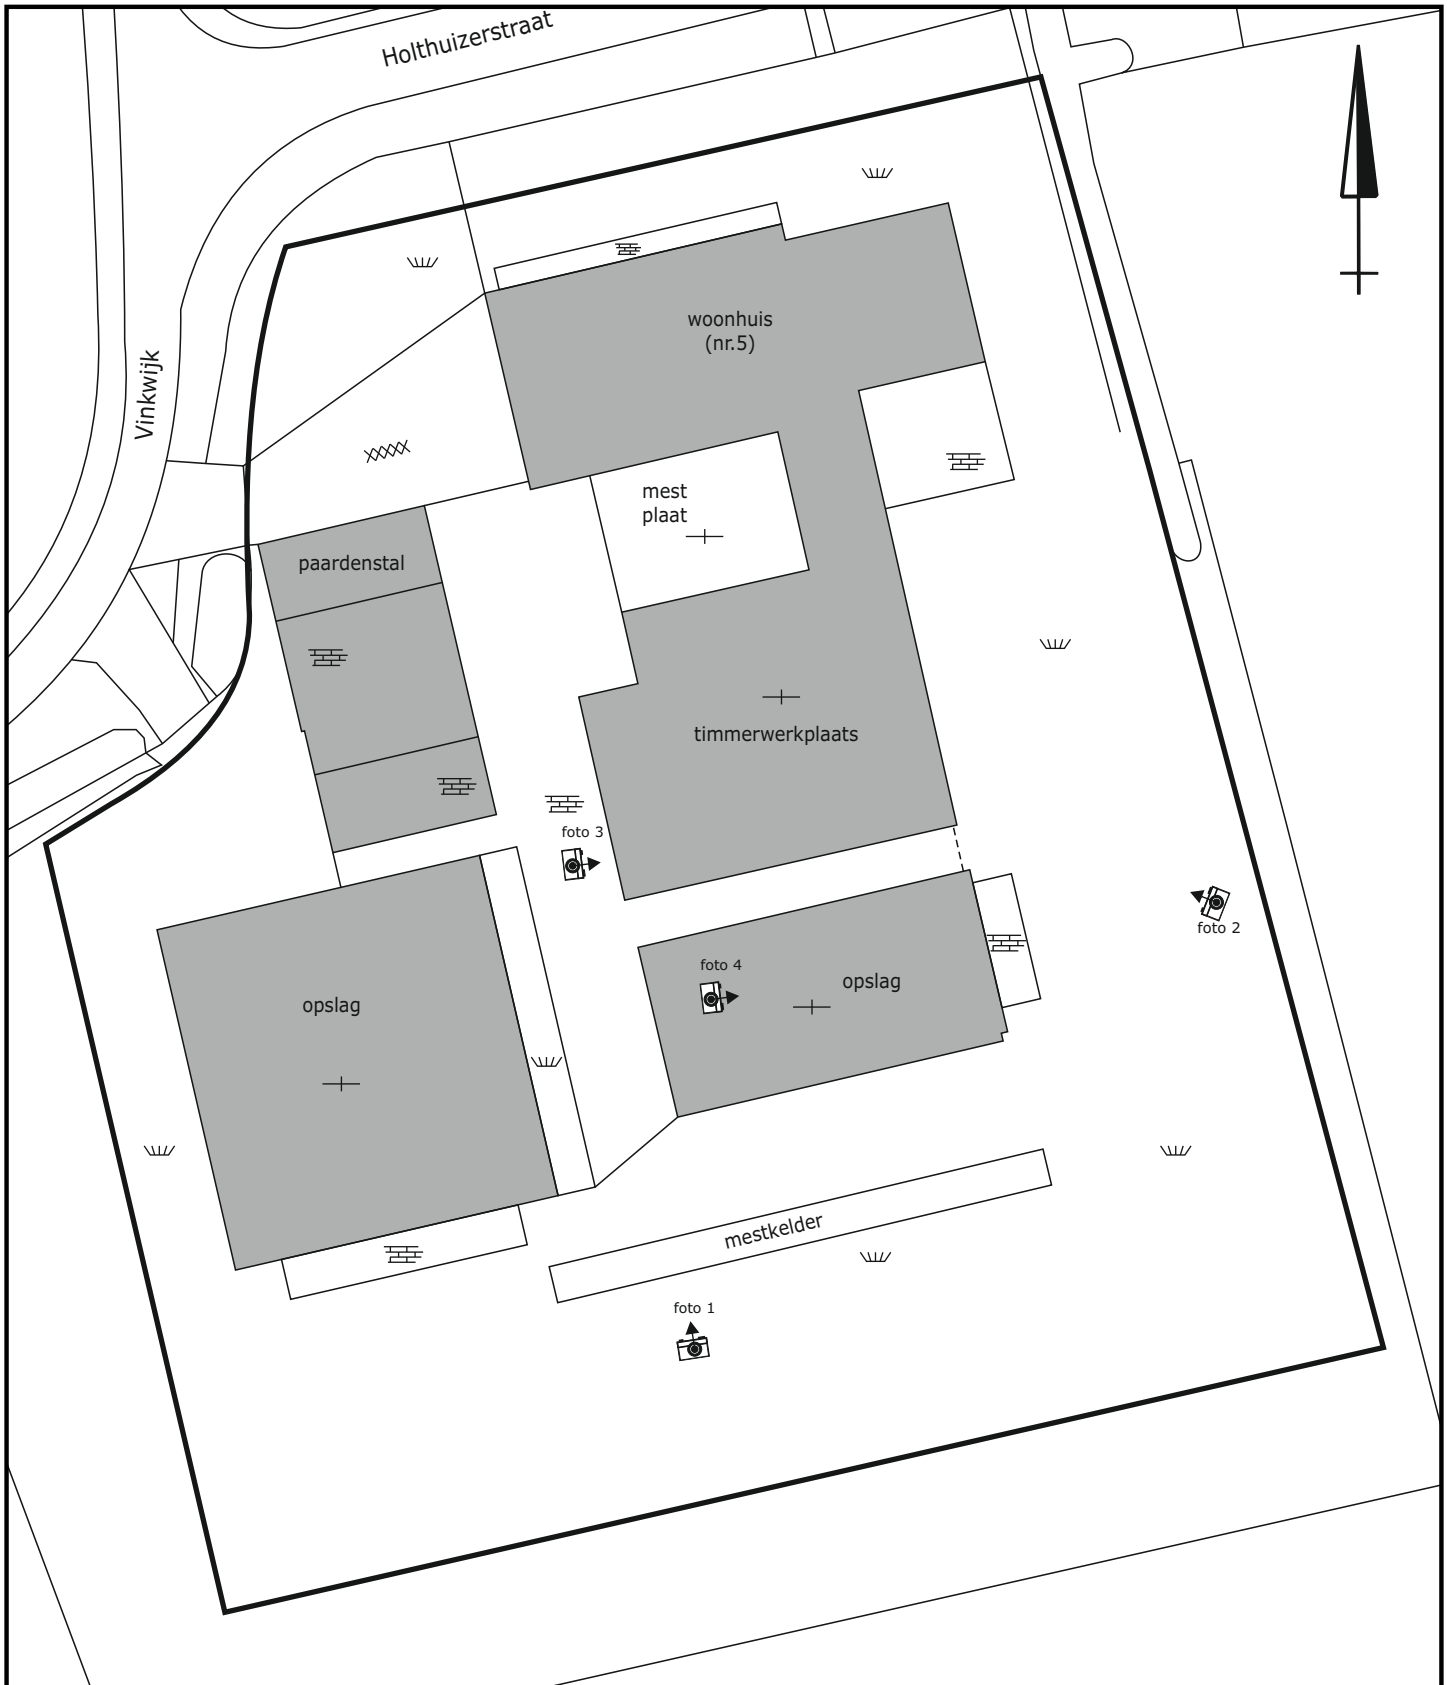 Holthuizerstraat
woonhuis
(nr.5)
Vinkwijk
mest
plaat
paardenstal
timmerwerkplaats
foto 3
foto 2
foto 4
opslag
opslag
mestkelder
foto 1